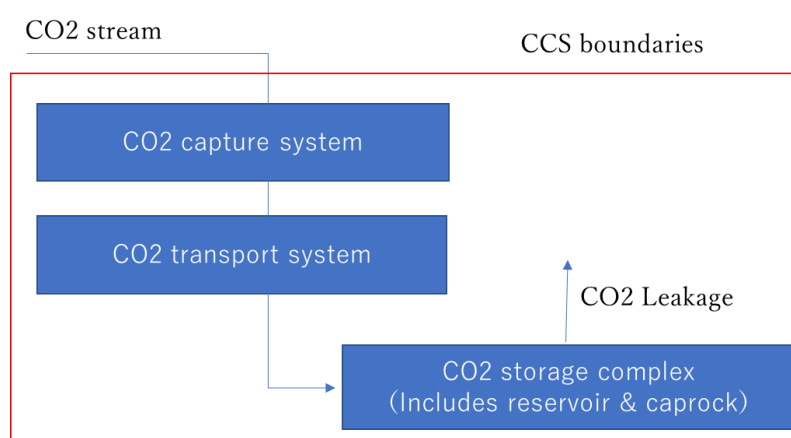 CO2 stream
CCS boundaries
CO2 capture system
CO2 transport system
CO2 Leakage
CO2 storage complex
(Includes reservoir & caprock)